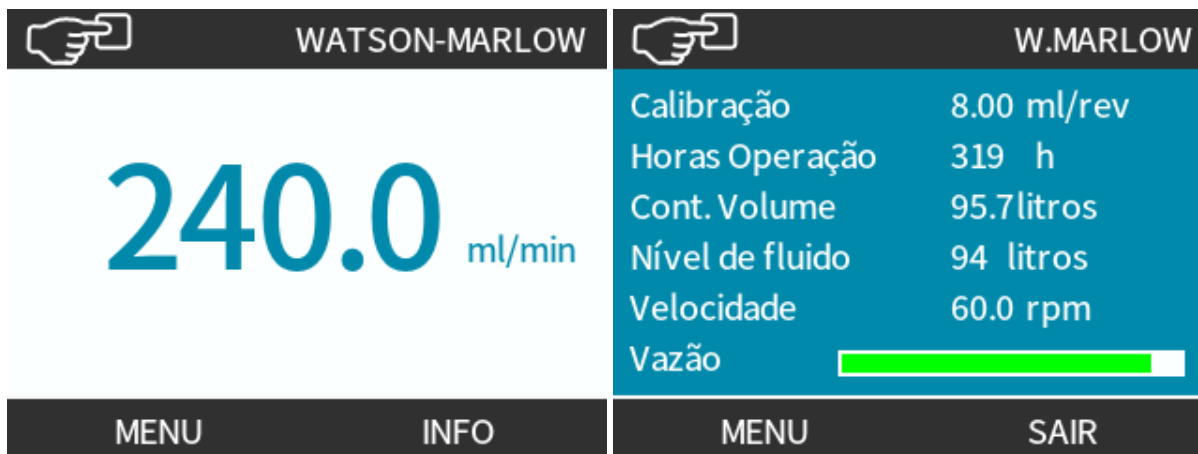 WATSON-MARLOW
240.0 ml/min
MENU INFO
W.MARLOW
Calibração 8.00 ml/rev
Horas Operação 319 h
Cont. Volume 95.7litros
Nível de fluido 94 litros
Velocidade 60.0 rpm
Vazão
MENU SAIR